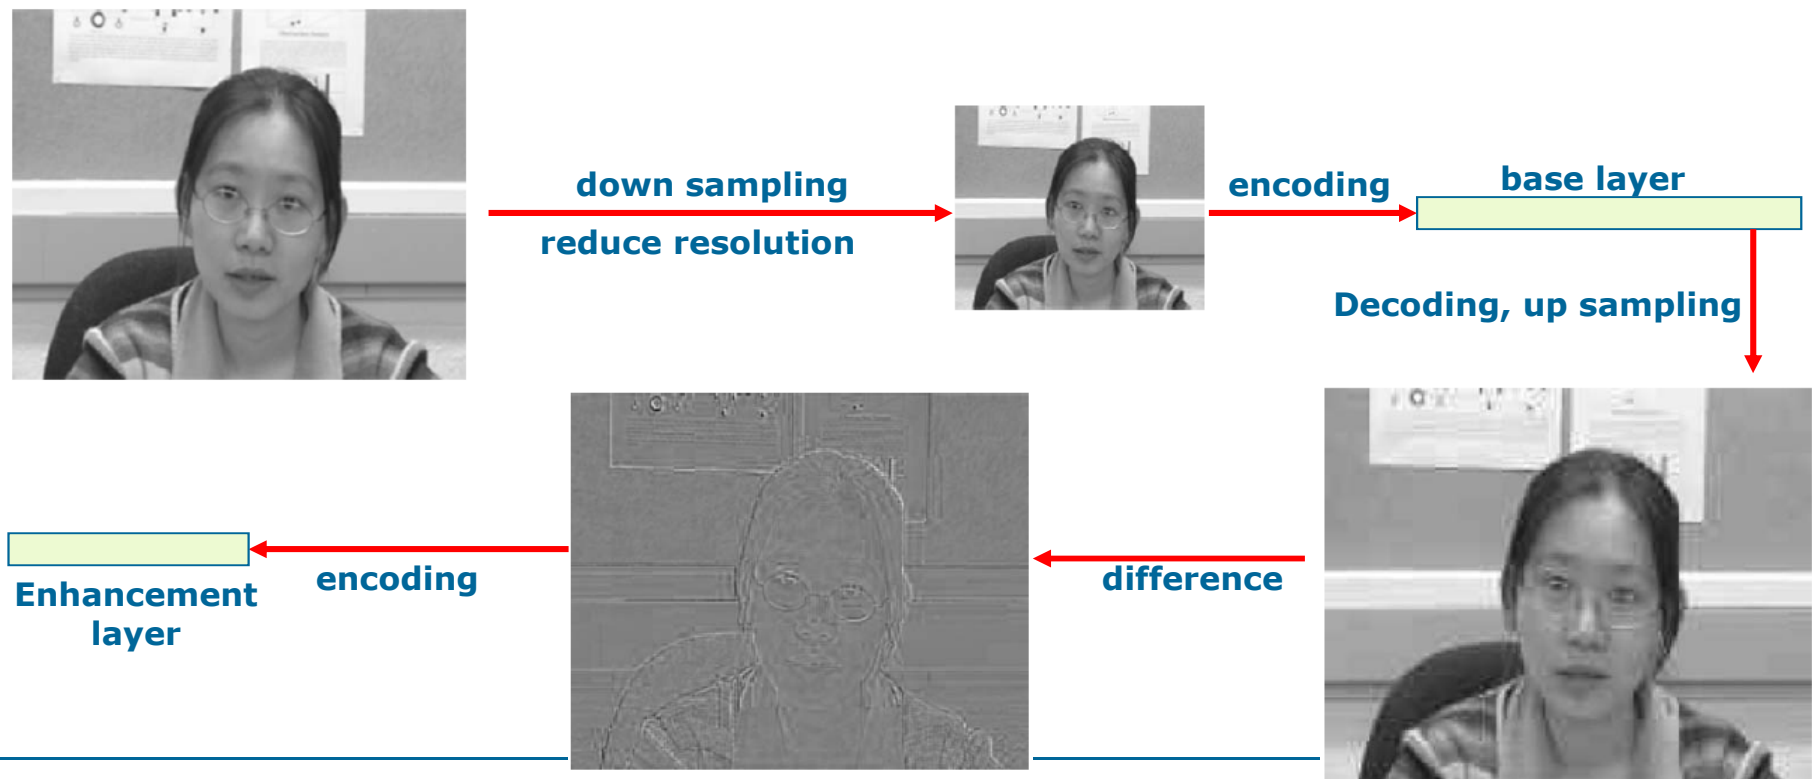 down sampling
reduce resolution
encoding
base layer
Decoding, up sampling
difference
encoding
Enhancement
layer